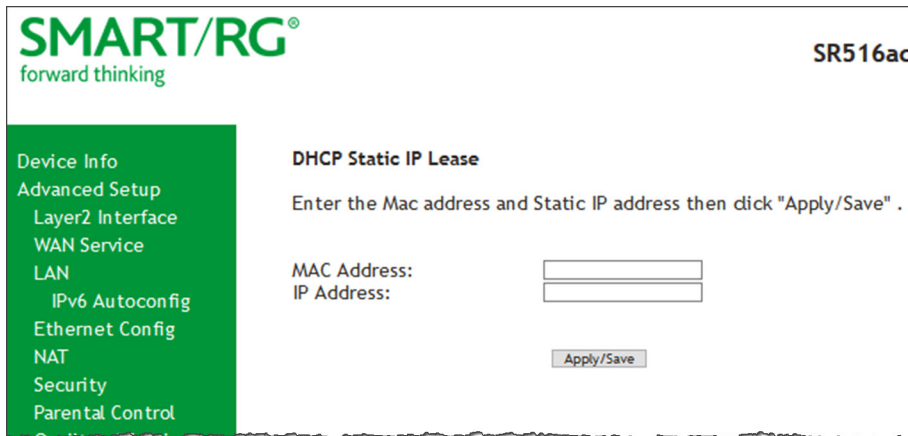 SMART/RG®
forward thinking
SR516ac
Device Info
Advanced Setup
Layer2 Interface
WAN Service
LAN
IPv6 Autoconfig
Ethernet Config
NAT
Security
Parental Control
DHCP Static IP Lease
Enter the Mac address and Static IP address then click "Apply/Save" .
MAC Address:
IP Address:
Apply/Save